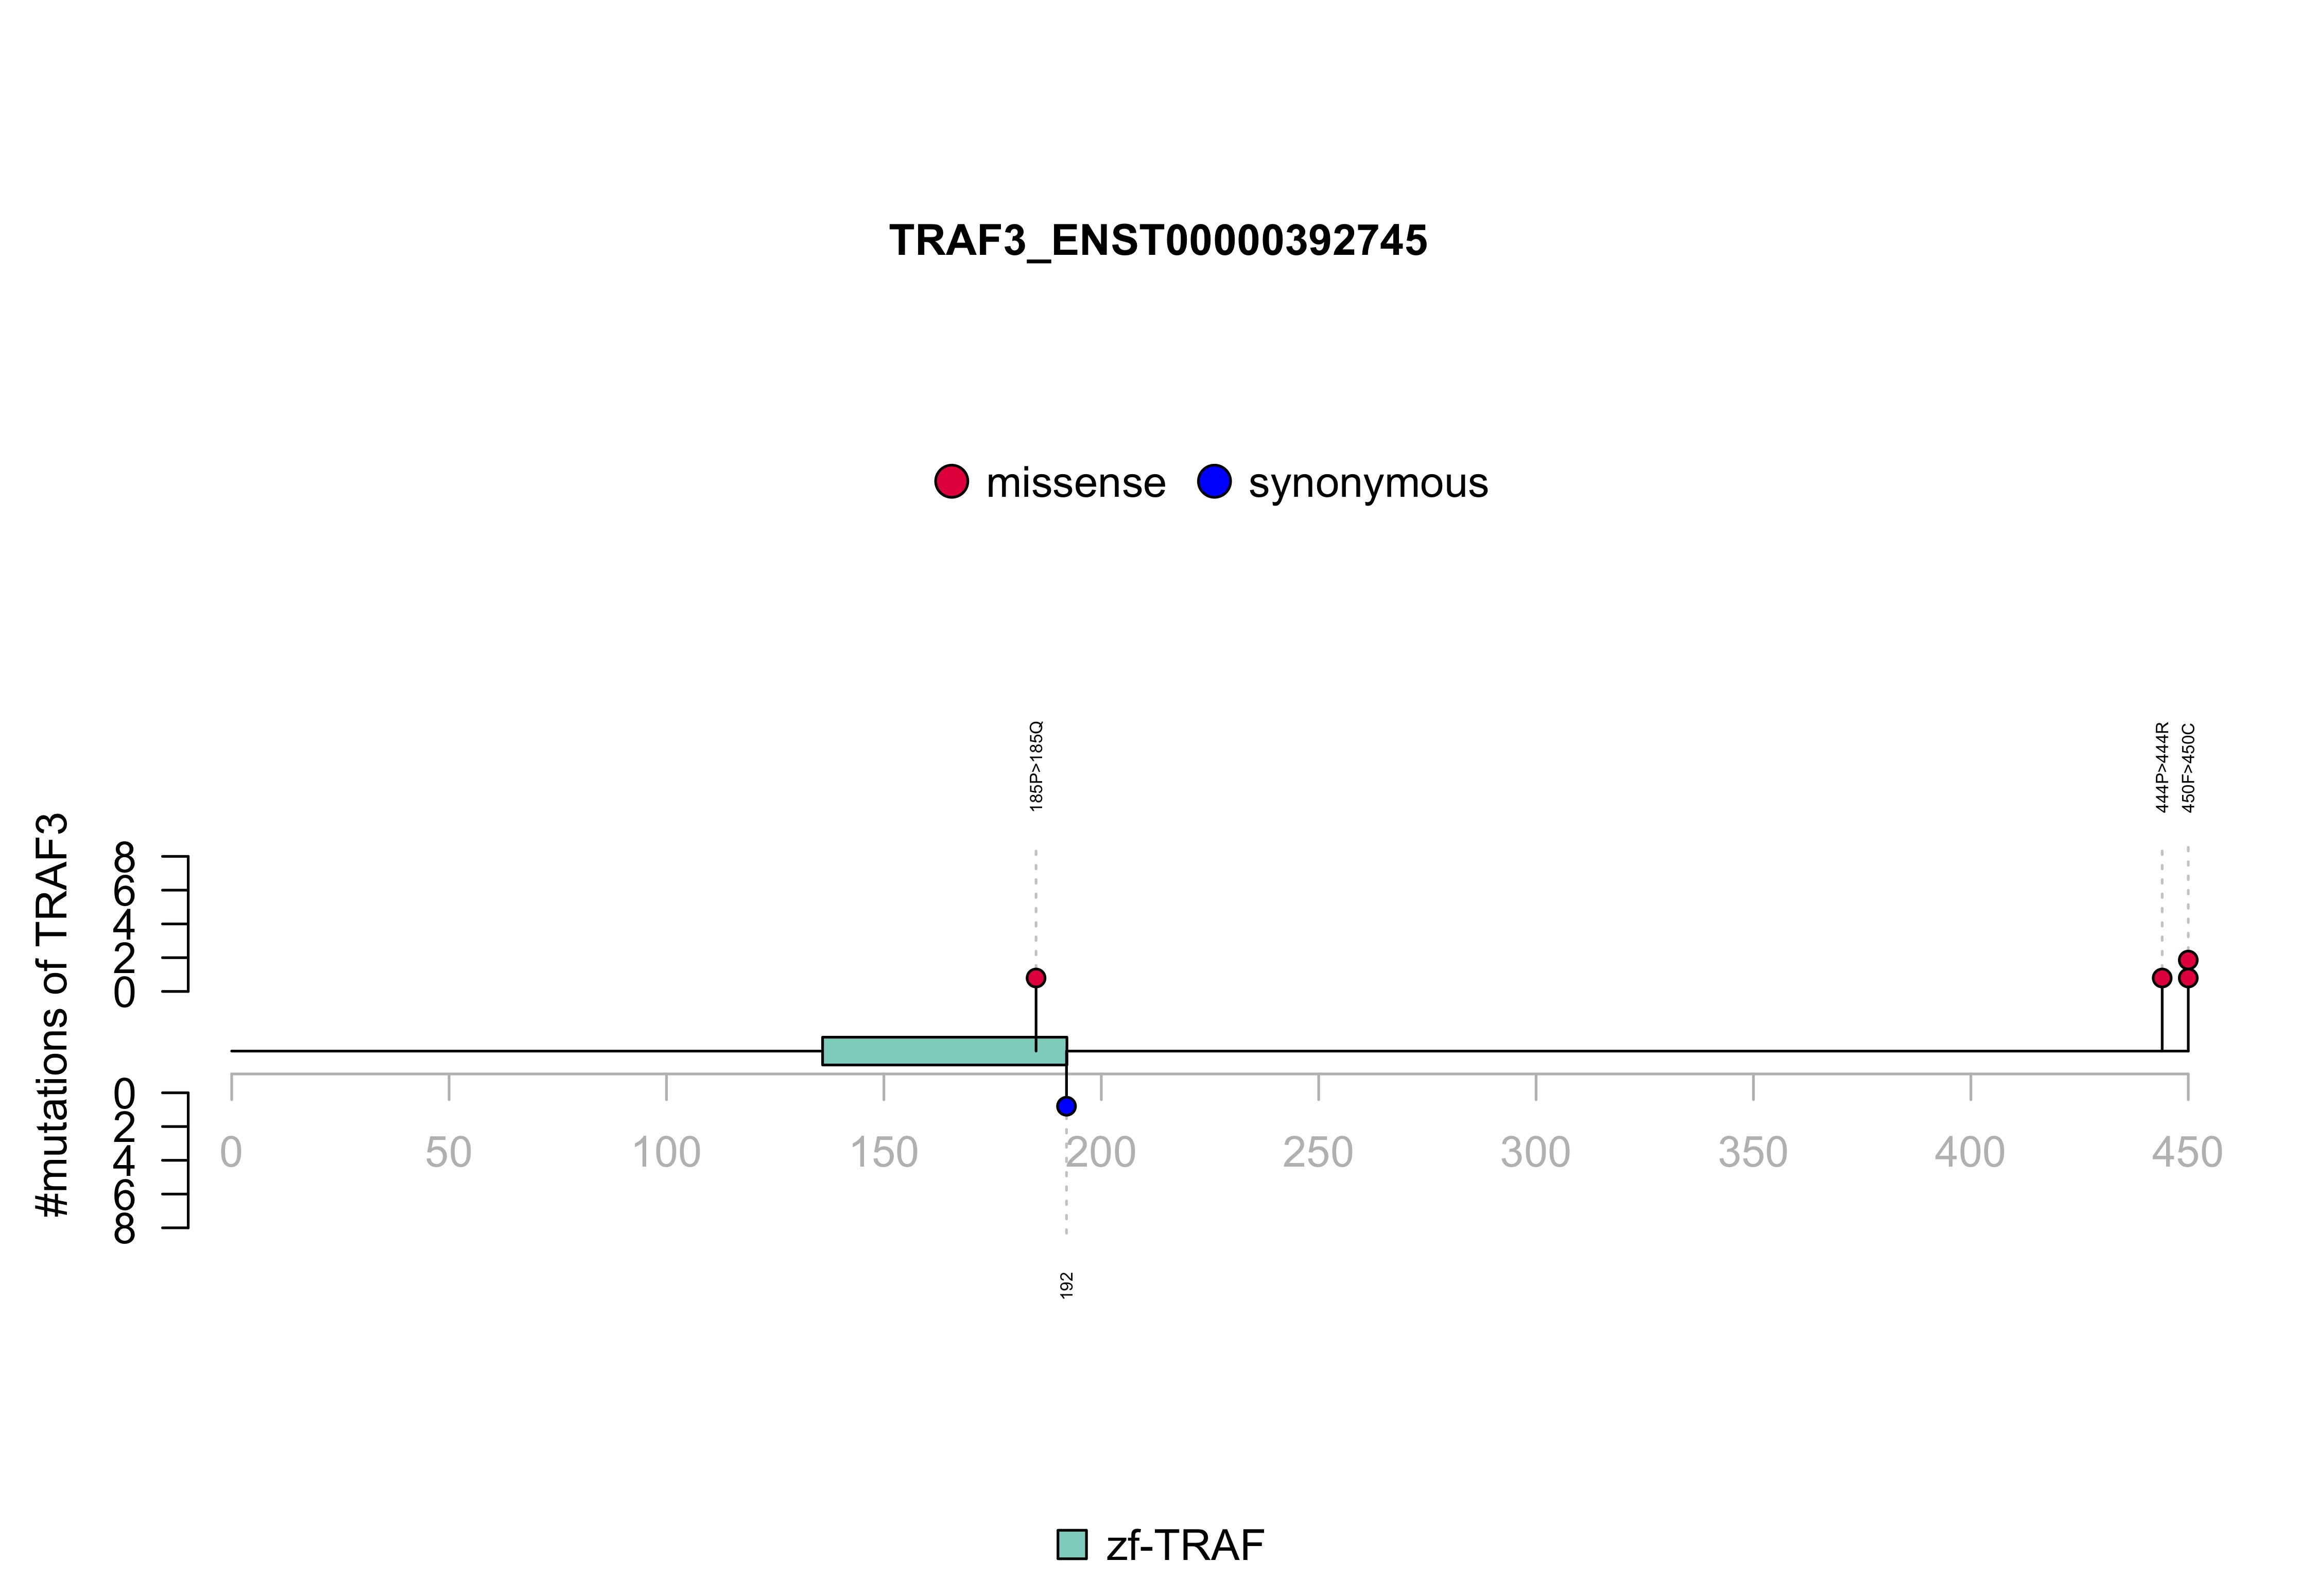 TRAF3_ENST00000392745
missense synonymous
185P>185Q
444P>444R
450F>450C
#mutations of TRAF3
8
6
4
2
0
0
2
4
6
8
0 50 100 150 200 250 300 350 400 450
192
zf-TRAF